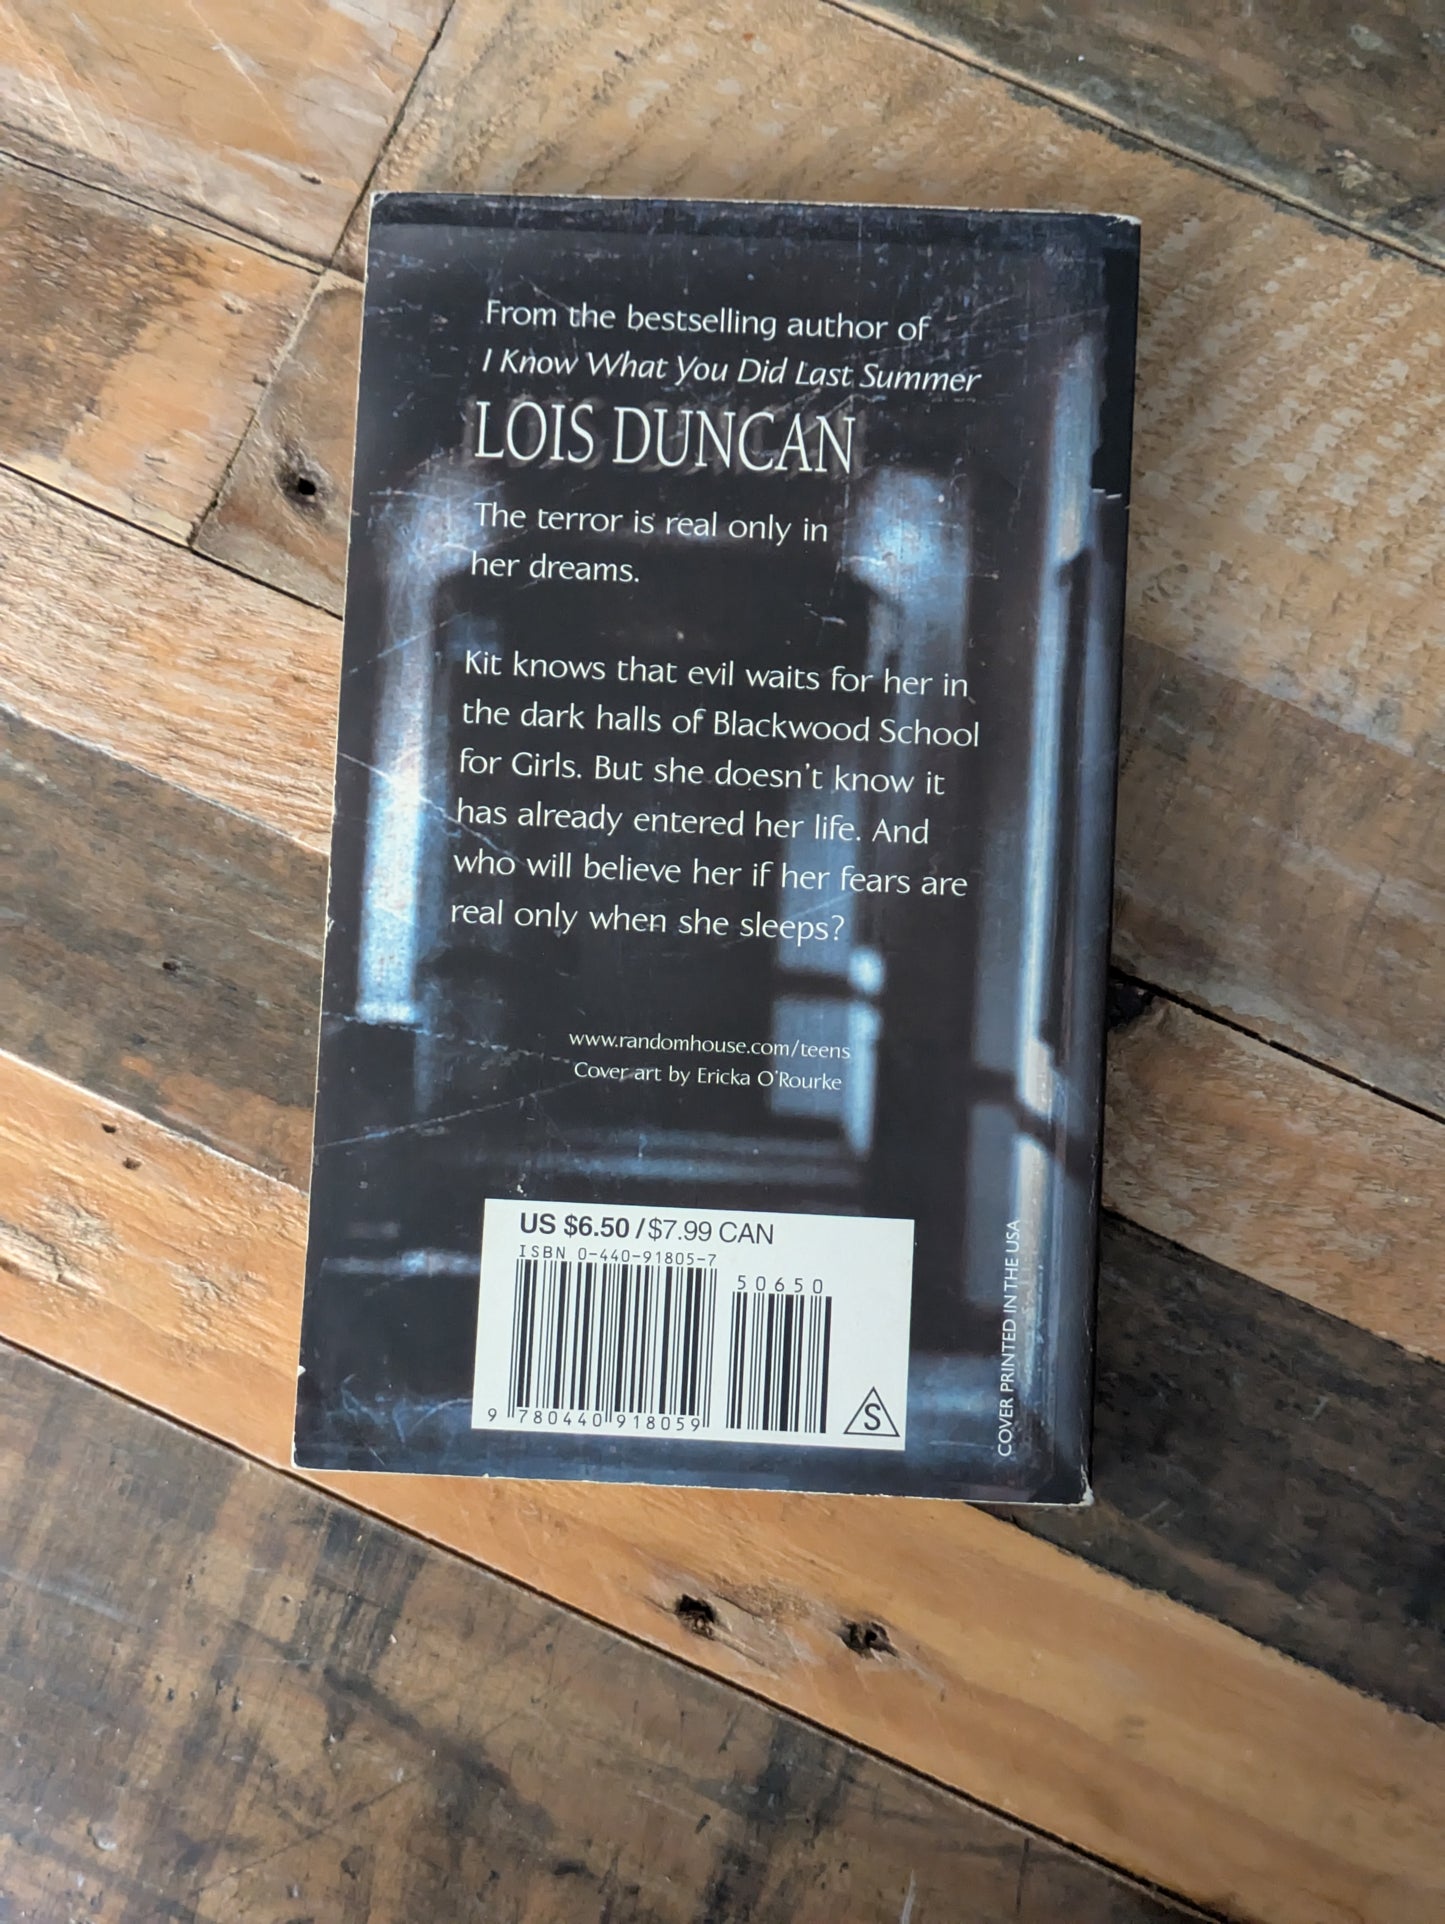 From the bestselling author of
I Know What You Did Last Summer
LOIS DUNCAN
The terror is real only in
her dreams.
Kit knows that evil waits for her in
the dark halls of Blackwood School
for Girls. But she doesn't know it
has already entered her life. And
who will believe her if her fears are
real only when she sleeps?
www.randomhouse.com/teens
Cover art by Ericka O'Rourke
US $6.50 / $7.99 CAN
ISBN 0-440-91805-7
50650
9 780440 918059
S
COVER PRINTED IN THE USA